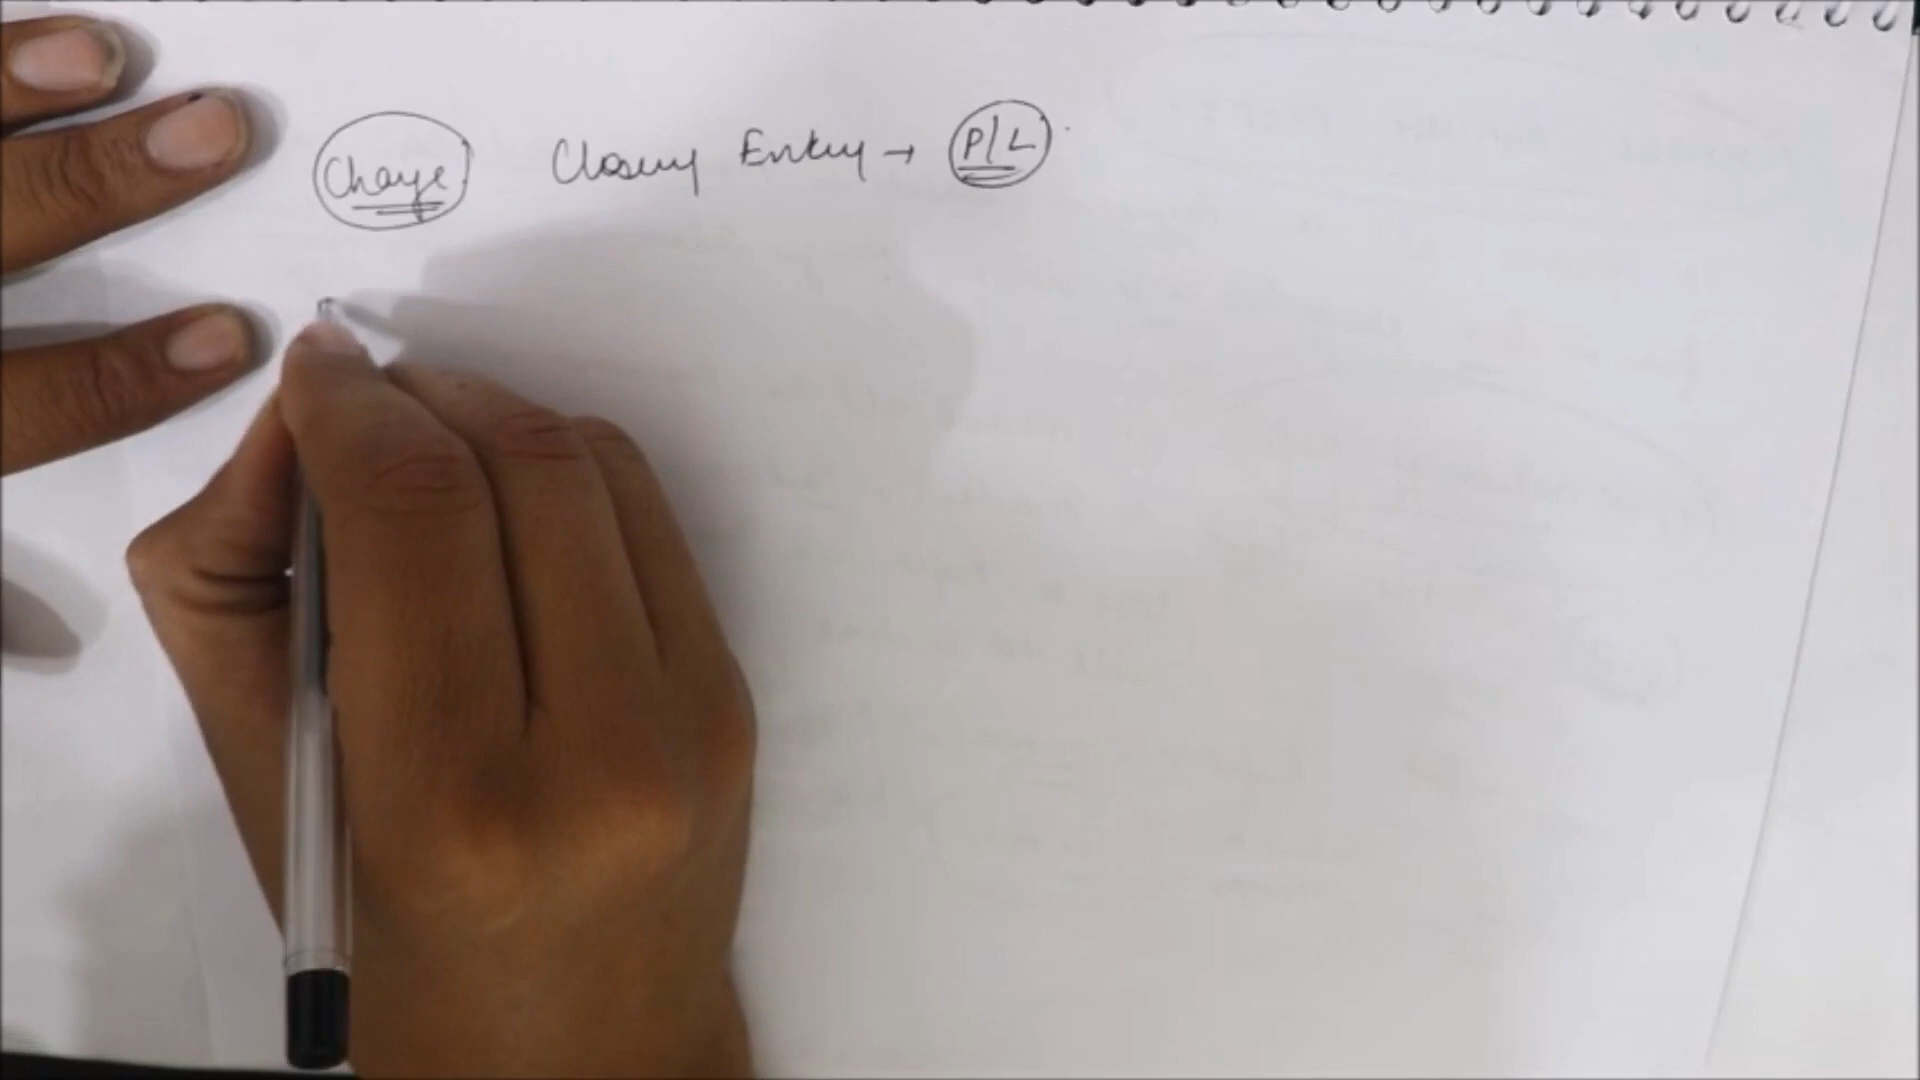 Charge Closing Entry → P/L